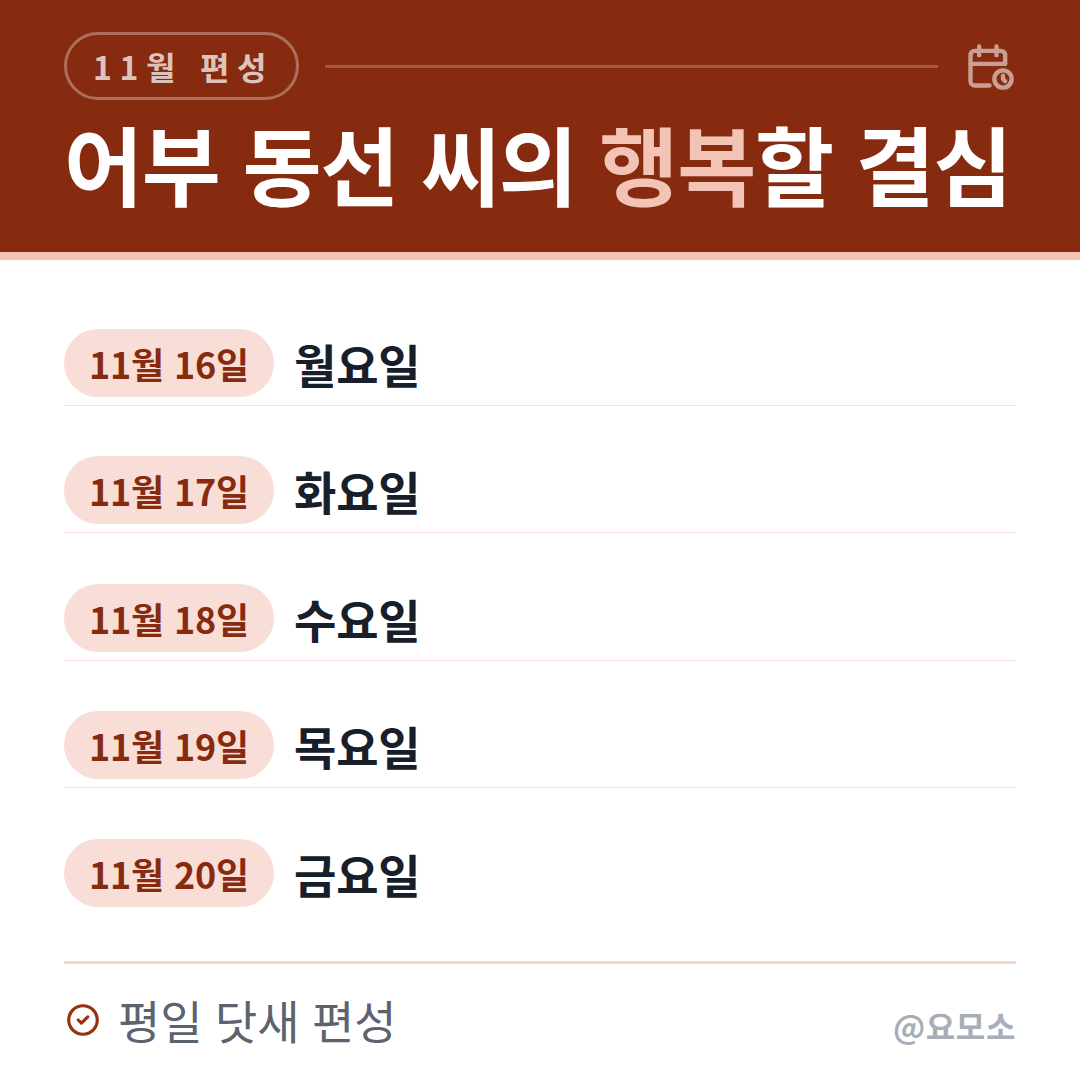 11월 편성
어부 동선 씨의 행복할 결심
11월 16일 월요일
11월 17일 화요일
11월 18일 수요일
11월 19일 목요일
11월 20일 금요일
평일 닷새 편성
@요모소